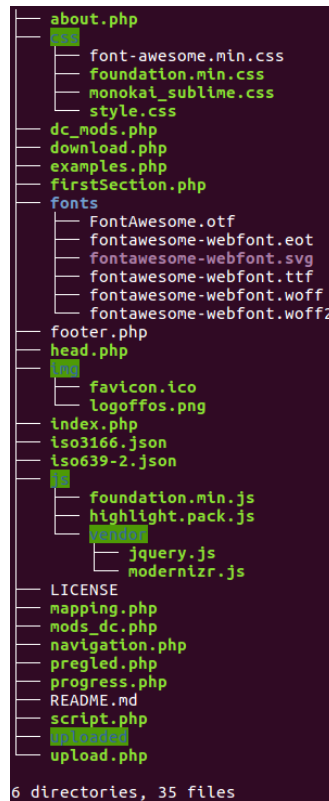 about.php
css
font-awesome.min.css
foundation.min.css
monokai_sublime.css
style.css
dc_mods.php
download.php
examples.php
firstSection.php
fonts
FontAwesome.otf
fontawesome-webfont.eot
fontawesome-webfont.svg
fontawesome-webfont.ttf
fontawesome-webfont.woff
fontawesome-webfont.woff2
footer.php
head.php
img
favicon.ico
logoffos.png
index.php
iso3166.json
iso639-2.json
js
foundation.min.js
highlight.pack.js
vendor
jquery.js
modernizr.js
LICENSE
mapping.php
mods_dc.php
navigation.php
pregled.php
progress.php
README.md
script.php
uploaded
upload.php
6 directories, 35 files